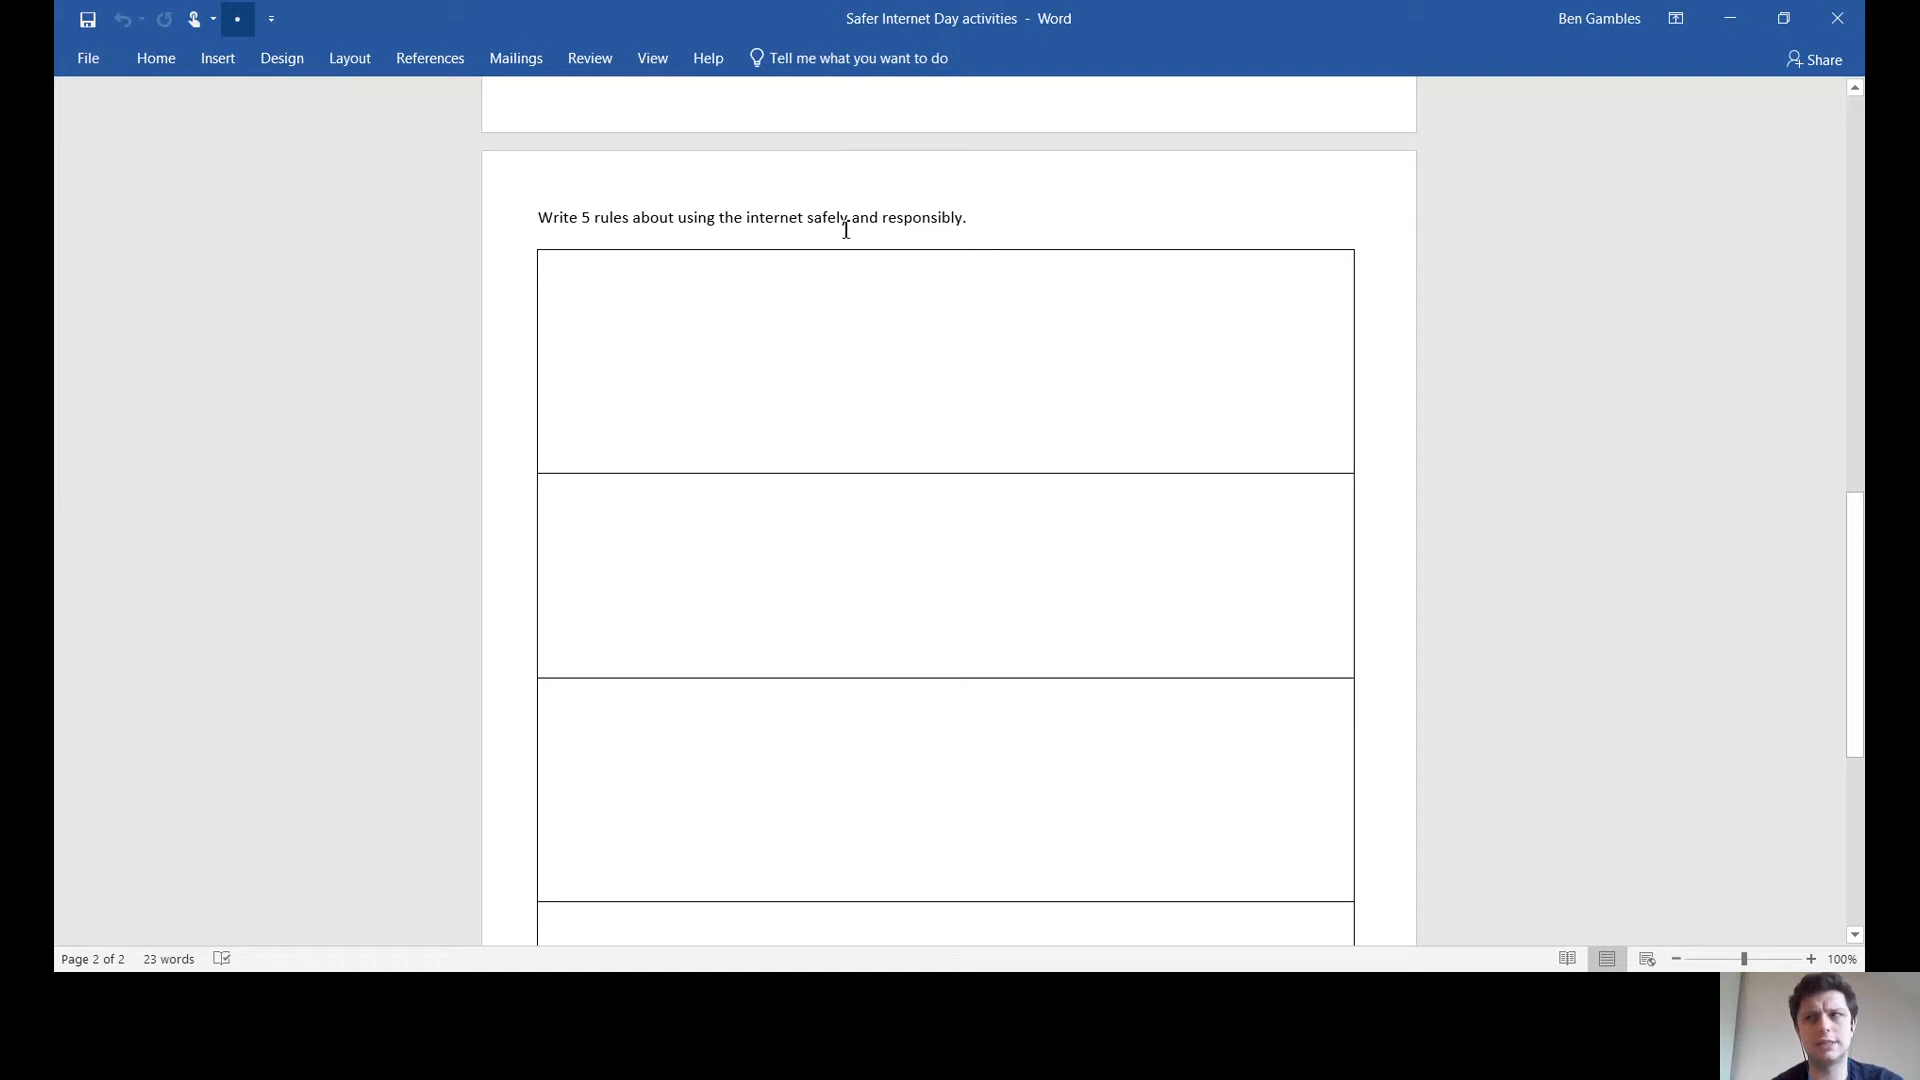 Safer Internet Day activities - Word
Ben Gambles
File Home Insert Design Layout References Mailings Review View Help Tell me what you want to do
Share
Write 5 rules about using the internet safely and responsibly.
Page 2 of 2 23 words
100%